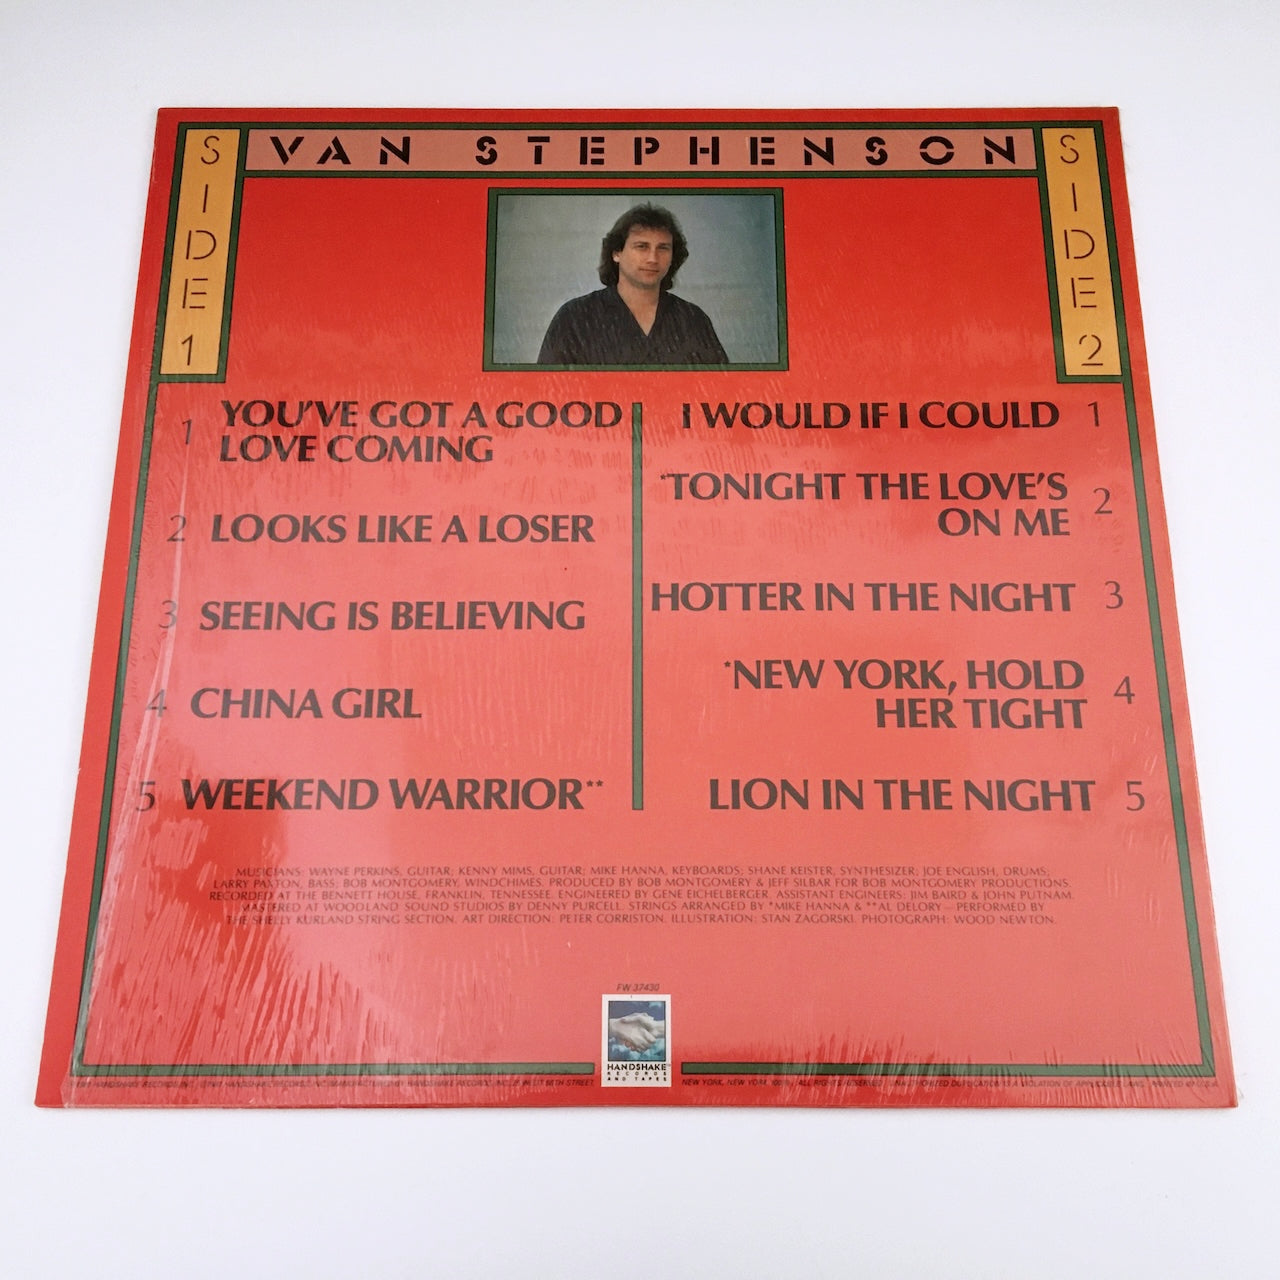 SIDE 1
VAN STEPHENSON
SIDE 2
1 YOU'VE GOT A GOOD
LOVE COMING
2 LOOKS LIKE A LOSER
3 SEEING IS BELIEVING
4 CHINA GIRL
5 WEEKEND WARRIOR**
I WOULD IF I COULD 1
*TONIGHT THE LOVE'S
ON ME 2
HOTTER IN THE NIGHT 3
*NEW YORK, HOLD
HER TIGHT 4
LION IN THE NIGHT 5
MUSICIANS: WAYNE PERKINS, GUITAR; KENNY MIMS, GUITAR; MIKE HANNA, KEYBOARDS; SHANE KEISTER, SYNTHESIZER; JOE ENGLISH, DRUMS;
LARRY PAXTON, BASS; BOB MONTGOMERY, WINDCHIMES. PRODUCED BY BOB MONTGOMERY & JEFF SILBAR FOR BOB MONTGOMERY PRODUCTIONS.
RECORDED AT THE BENNETT HOUSE, FRANKLIN, TENNESSEE. ENGINEERED BY GENE EICHELBERGER. ASSISTANT ENGINEERS: JIM BAIRD & JOHN PUTNAM.
MASTERED AT WOODLAND SOUND STUDIOS BY DENNY PURCELL. STRINGS ARRANGED BY *MIKE HANNA & **AL DELORY — PERFORMED BY
THE SHELLY KURLAND STRING SECTION. ART DIRECTION: PETER CORRISTON. ILLUSTRATION: STAN ZAGORSKI. PHOTOGRAPH: WOOD NEWTON.
FW 37430
HANDSHAKE
RECORDS
AND TAPES
HANDSHAKE RECORDS, INC. STREET, NEW YORK, NEW YORK ALL RIGHTS RESERVED. UNAUTHORIZED DUPLICATION